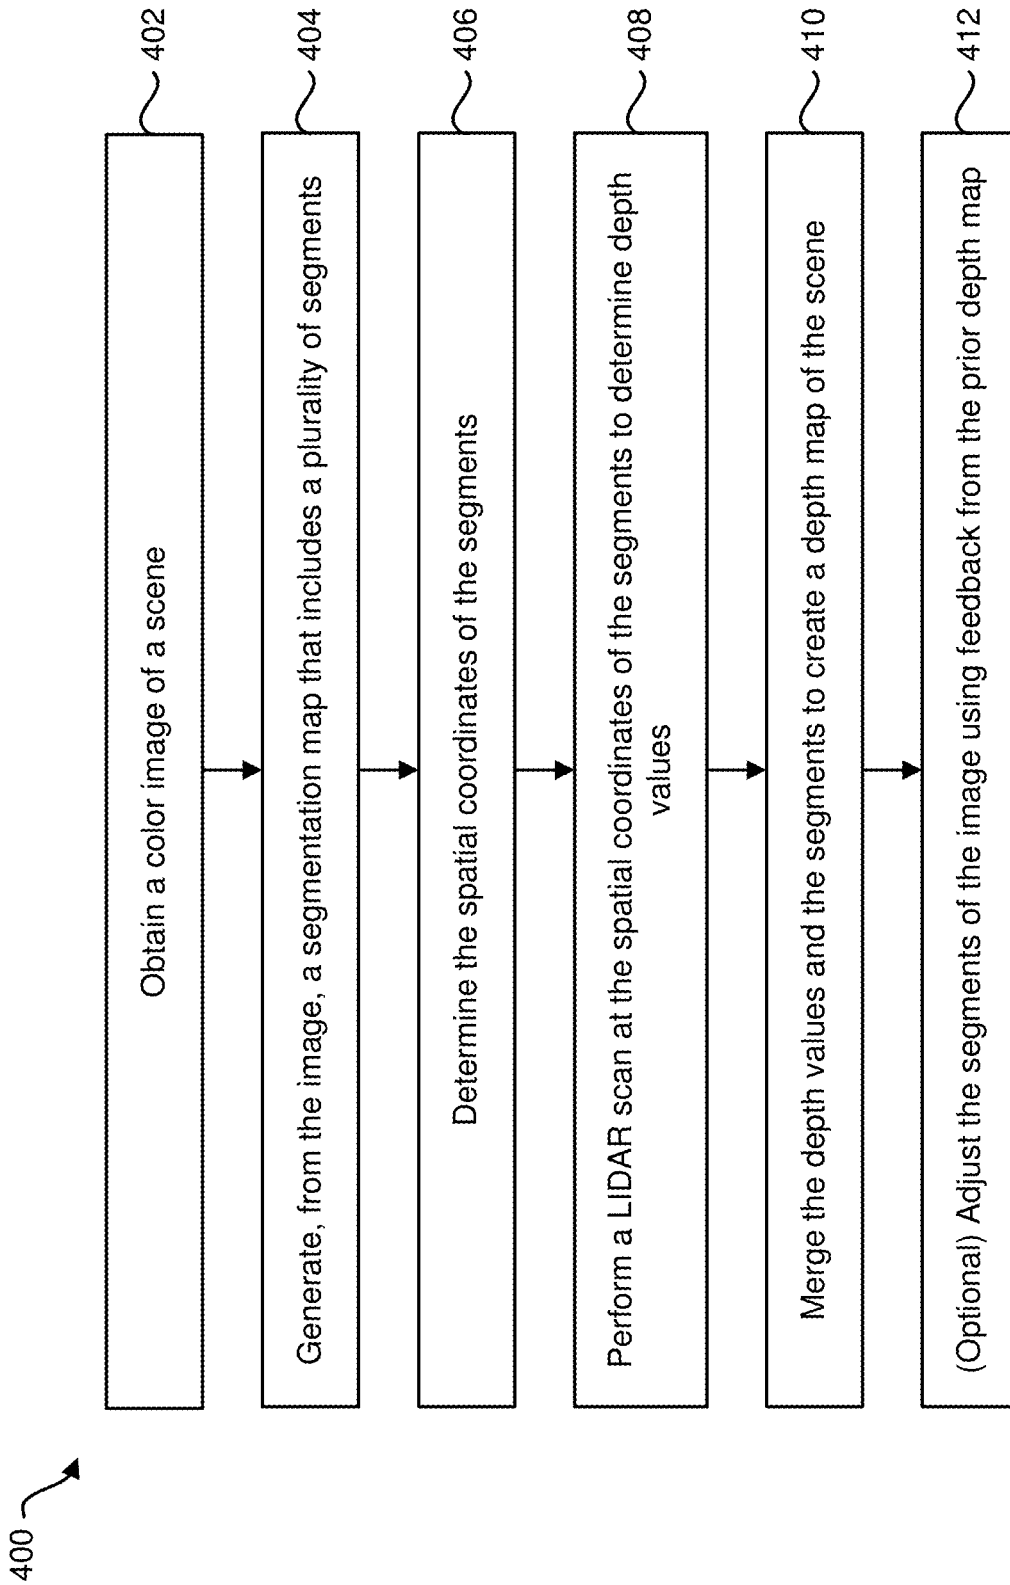 400
Obtain a color image of a scene
402
Generate, from the image, a segmentation map that includes a plurality of segments
404
Determine the spatial coordinates of the segments
406
Perform a LIDAR scan at the spatial coordinates of the segments to determine depth
values
408
Merge the depth values and the segments to create a depth map of the scene
410
(Optional) Adjust the segments of the image using feedback from the prior depth map
412